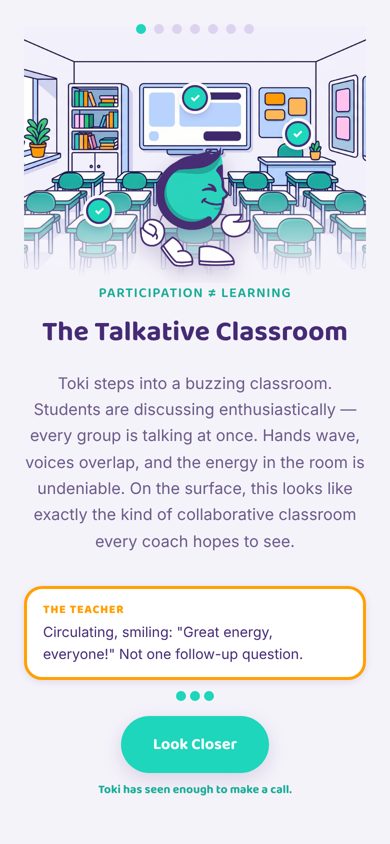 PARTICIPATION ≠ LEARNING
The Talkative Classroom
Toki steps into a buzzing classroom.
Students are discussing enthusiastically —
every group is talking at once. Hands wave,
voices overlap, and the energy in the room is
undeniable. On the surface, this looks like
exactly the kind of collaborative classroom
every coach hopes to see.
THE TEACHER
Circulating, smiling: "Great energy,
everyone!" Not one follow-up question.
Look Closer
Toki has seen enough to make a call.